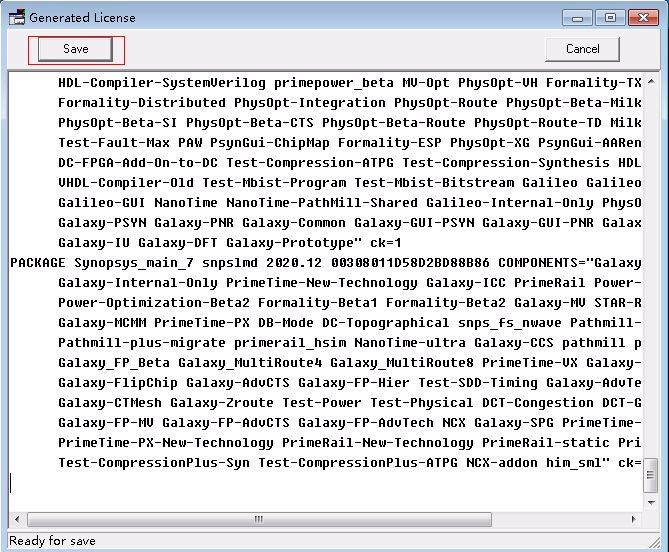 Generated License
Save
Cancel
HDL-Compiler-SystemVerilog primepower_beta MV-Opt PhysOpt-VH Formality-TX
Formality-Distributed PhysOpt-Integration PhysOpt-Route PhysOpt-Beta-Milk
PhysOpt-Beta-SI PhysOpt-Beta-CTS PhysOpt-Beta-Route PhysOpt-Route-TD Milk
Test-Fault-Max PAW PsynGui-ChipMap Formality-ESP PhysOpt-XG PsynGui-AARen
DC-FPGA-Add-On-to-DC Test-Compression-ATPG Test-Compression-Synthesis HDL
VHDL-Compiler-Old Test-Mbist-Program Test-Mbist-Bitstream Galileo Galileo
Galileo-GUI NanoTime NanoTime-PathMill-Shared Galileo-Internal-Only PhysO
Galaxy-PSYN Galaxy-PNR Galaxy-Common Galaxy-GUI-PSYN Galaxy-GUI-PNR Galax
Galaxy-IU Galaxy-DFT Galaxy-Prototype" ck=1
PACKAGE Synopsys_main_7 snpslmd 2020.12 00308011D58D2BD88B86 COMPONENTS="Galaxy
Galaxy-Internal-Only PrimeTime-New-Technology Galaxy-ICC PrimeRail Power-
Power-Optimization-Beta2 Formality-Beta1 Formality-Beta2 Galaxy-MV STAR-R
Galaxy-MCMM PrimeTime-PX DB-Mode DC-Topographical snps_fs_nwave Pathmill-
Pathmill-plus-migrate primerail_hsim NanoTime-ultra Galaxy-CCS pathmill p
Galaxy_FP_Beta Galaxy_MultiRoute4 Galaxy_MultiRoute8 PrimeTime-VX Galaxy-
Galaxy-FlipChip Galaxy-AdvCTS Galaxy-FP-Hier Test-SDD-Timing Galaxy-AdvTe
Galaxy-CTMesh Galaxy-Zroute Test-Power Test-Physical DCT-Congestion DCT-G
Galaxy-FP-MV Galaxy-FP-AdvCTS Galaxy-FP-AdvTech NCX Galaxy-SPG PrimeTime-
PrimeTime-PX-New-Technology PrimeRail-New-Technology PrimeRail-static Pri
Test-CompressionPlus-Syn Test-CompressionPlus-ATPG NCX-addon him_sml" ck=
Ready for save